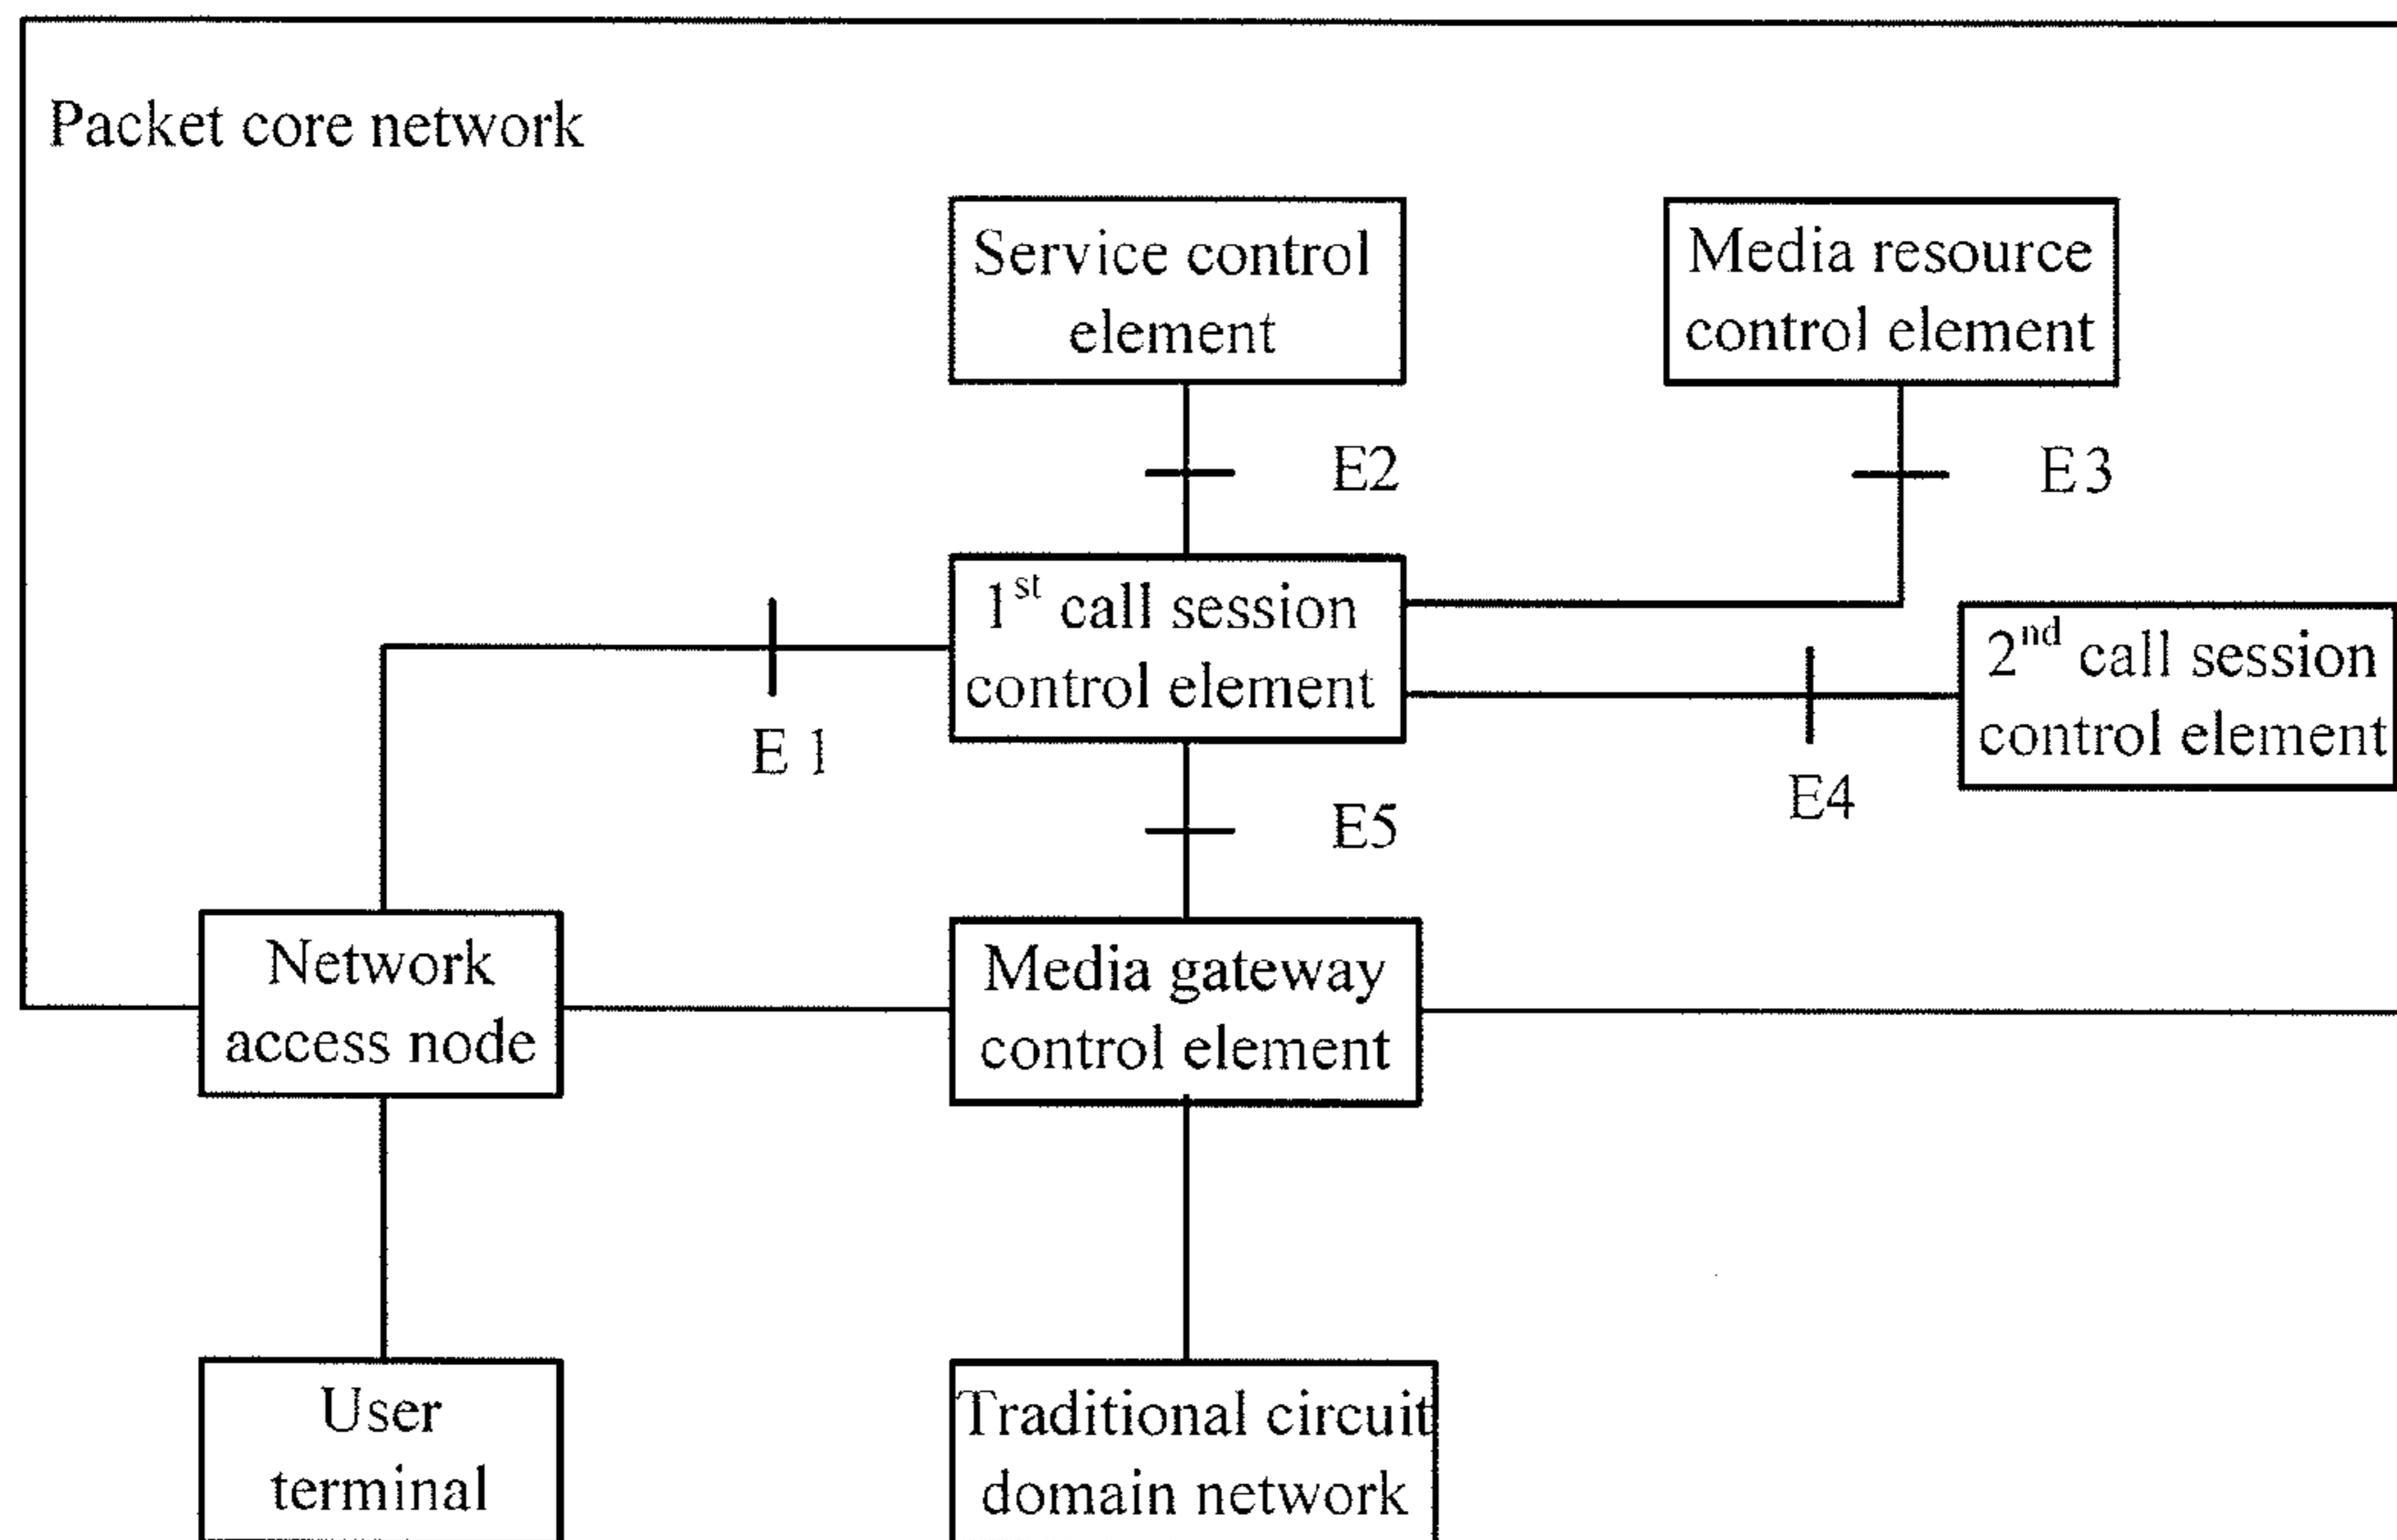 Packet core network
Service control
element
Media resource
control element
E2
E3
1st call session
control element
2nd call session
control element
E 1
E4
E5
Network
access node
Media gateway
control element
User
terminal
Traditional circuit
domain network